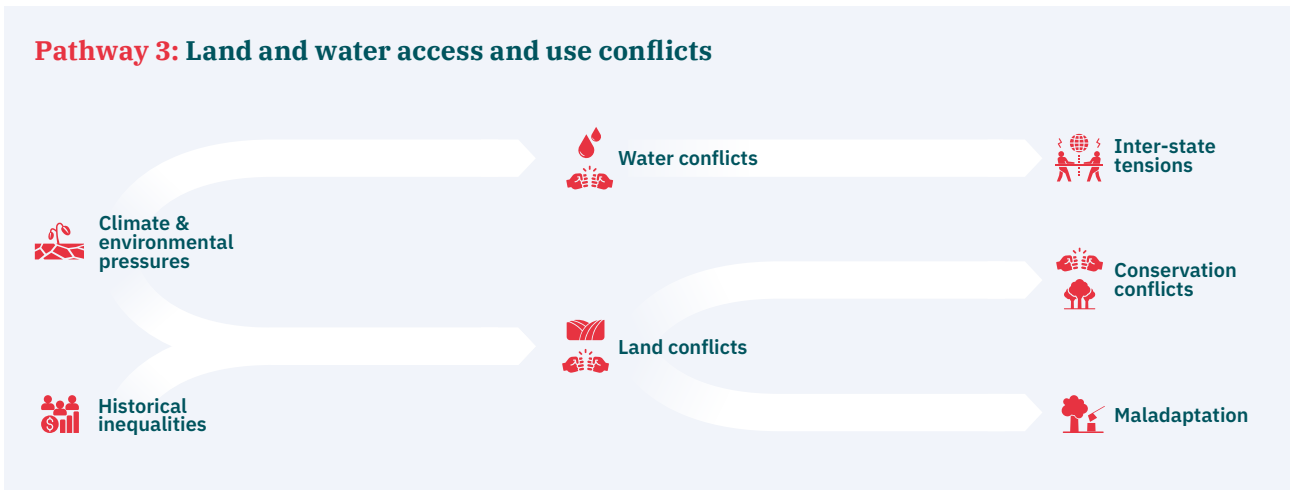 Pathway 3: Land and water access and use conflicts
Climate &
environmental
pressures
Historical
inequalities
Water conflicts
Land conflicts
Inter-state
tensions
Conservation
conflicts
Maladaptation